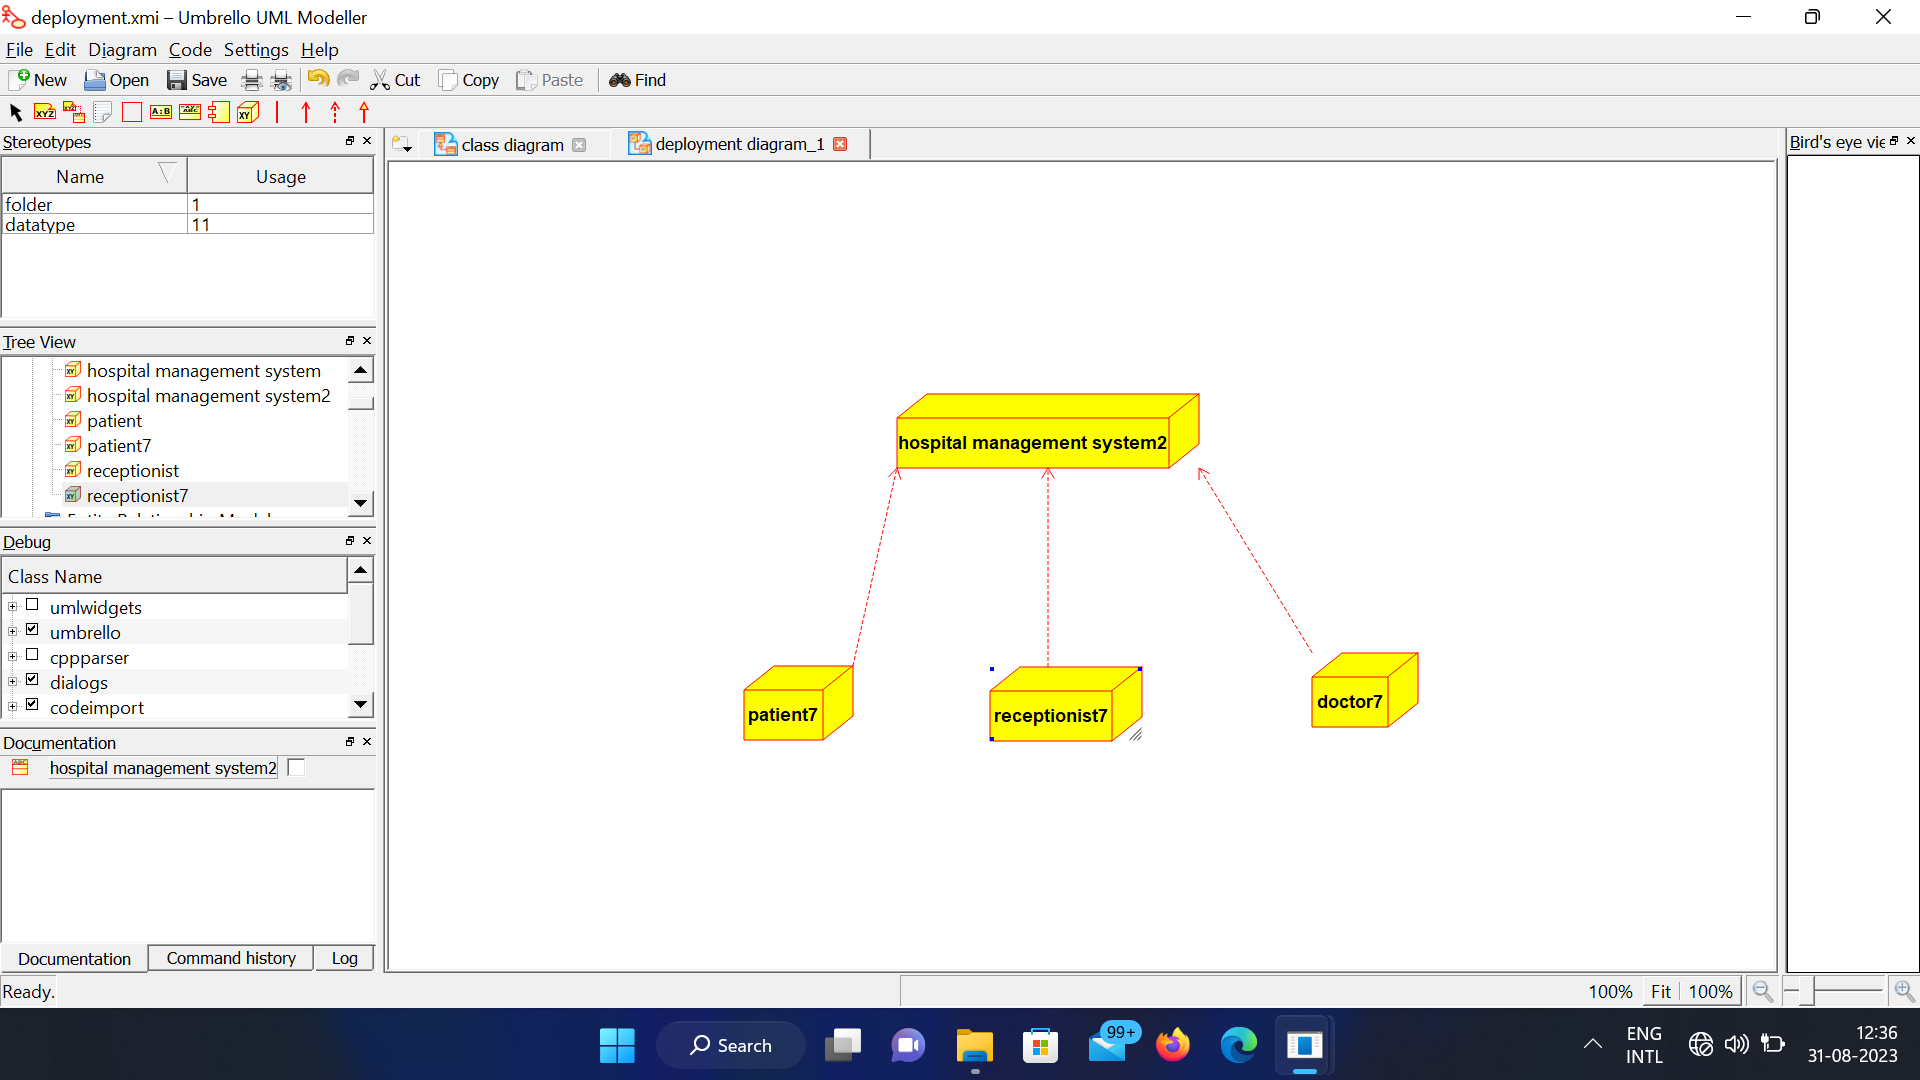 deployment.xmi – Umbrello UML Modeller
File Edit Diagram Code Settings Help
New Open Save Cut Copy Paste Find
Stereotypes
Name Usage
folder 1
datatype 11
Tree View
hospital management system
hospital management system2
patient
patient7
receptionist
receptionist7
Debug
Class Name
umlwidgets
umbrello
cppparser
dialogs
codeimport
Documentation
hospital management system2
Documentation Command history Log
class diagram deployment diagram_1
hospital management system2
patient7 receptionist7 doctor7
Bird's eye vie
Ready.
100% Fit 100%
Search
99+
ENG
INTL
12:36
31-08-2023